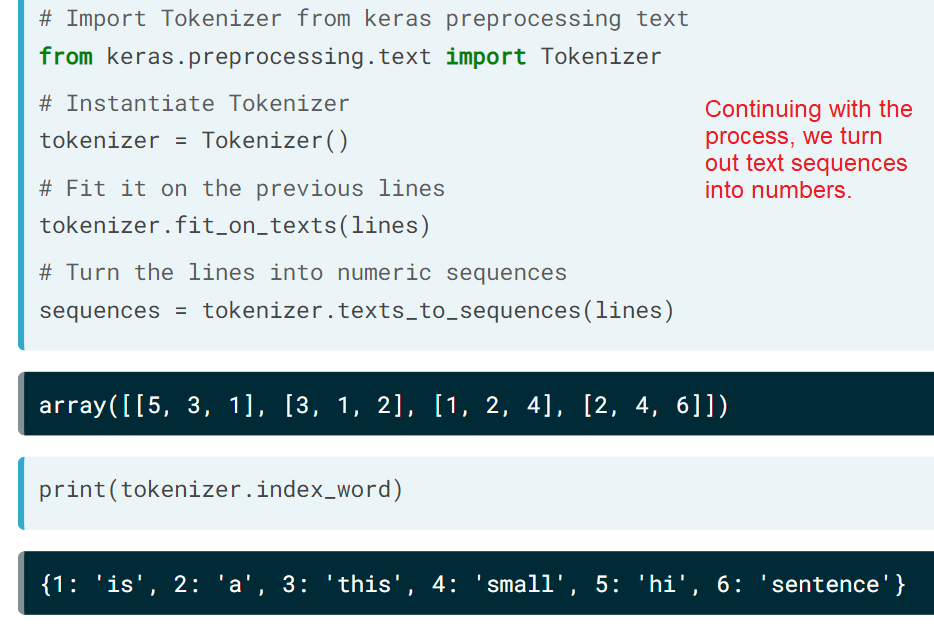 # Import Tokenizer from keras preprocessing text
from keras.preprocessing.text import Tokenizer
# Instantiate Tokenizer
tokenizer = Tokenizer()
# Fit it on the previous lines
tokenizer.fit_on_texts(lines)
# Turn the lines into numeric sequences
sequences = tokenizer.texts_to_sequences(lines)
Continuing with the
process, we turn
out text sequences
into numbers.
array([[5, 3, 1], [3, 1, 2], [1, 2, 4], [2, 4, 6]])
print(tokenizer.index_word)
{1: 'is', 2: 'a', 3: 'this', 4: 'small', 5: 'hi', 6: 'sentence'}